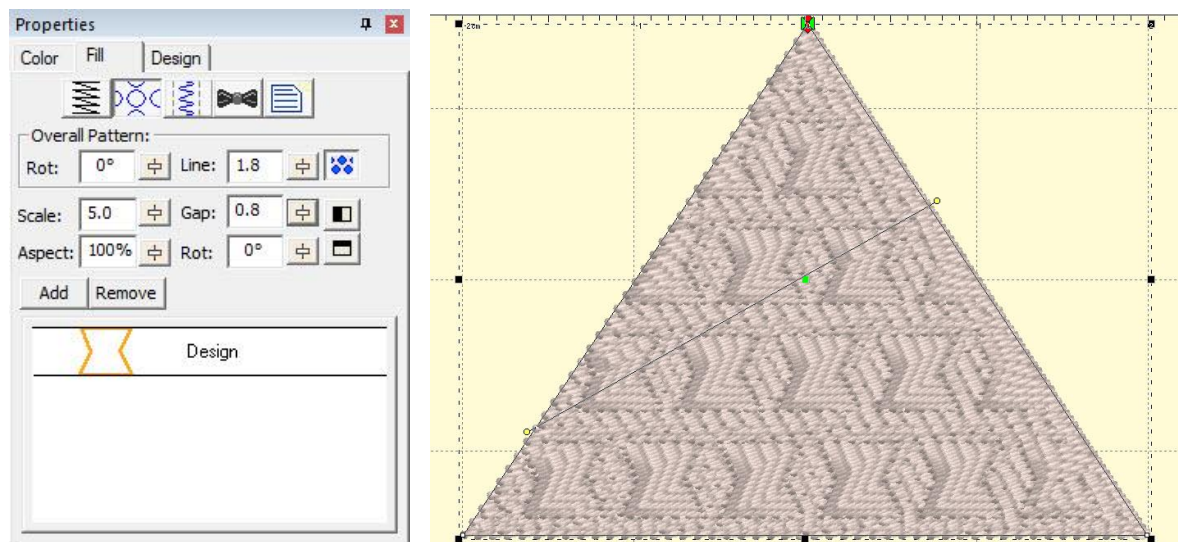 Properties
Color Fill Design
Overall Pattern:
Rot: 0° Line: 1.8
Scale: 5.0 Gap: 0.8
Aspect: 100% Rot: 0°
Add Remove
Design